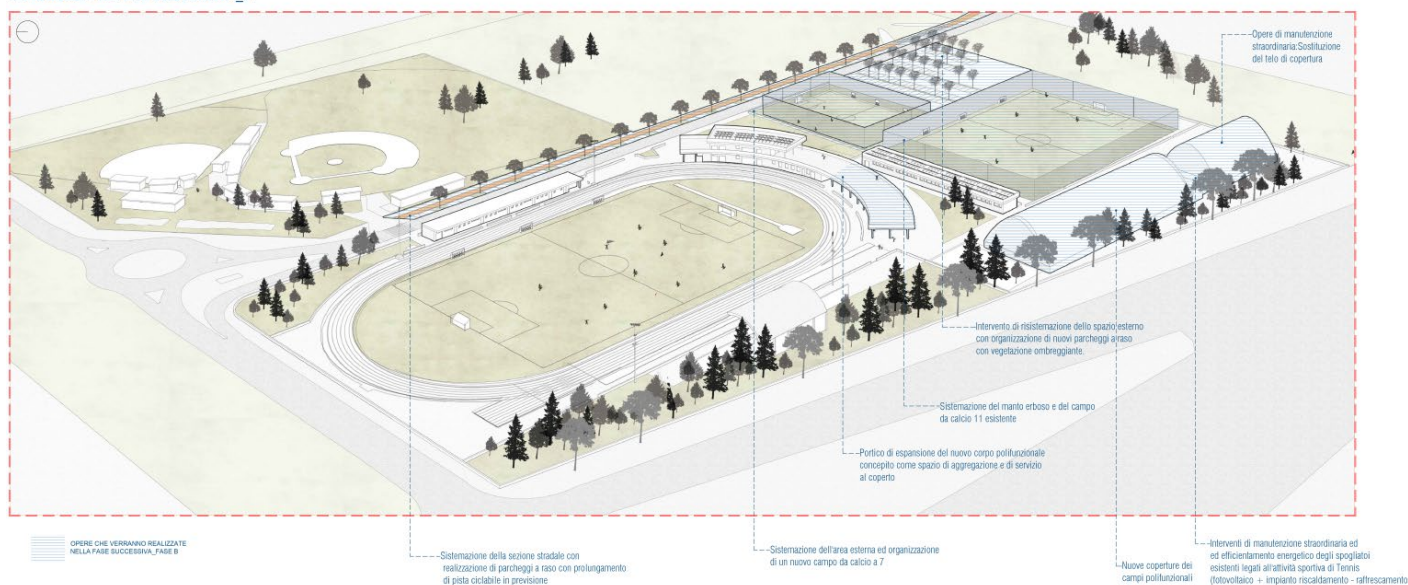 Opere di manutenzione
straordinaria:Sostituzione
del telo di copertura
Intervento di risistemazione dello spazio esterno
con organizzazione di nuovi parcheggi a raso
con vegetazione ombreggiante.
Sistemazione del manto erboso e del campo
da calcio 11 esistente
Portico di espansione del nuovo corpo polifunzionale
concepito come spazio di aggregazione e di servizio
al coperto
OPERE CHE VERRANNO REALIZZATE
NELLA FASE SUCCESSIVA_FASE B
Sistemazione della sezione stradale con
realizzazione di parcheggi a raso con prolungamento
di pista ciclabile in previsione
Sistemazione dell'area esterna ed organizzazione
di un nuovo campo da calcio a 7
Nuove coperture dei
campi polifunzionali
Interventi di manutenzione straordinaria ed
ed efficientamento energetico degli spogliatoi
esistenti legati all'attività sportiva di Tennis
(fotovoltaico + impianto riscaldamento - raffrescamento